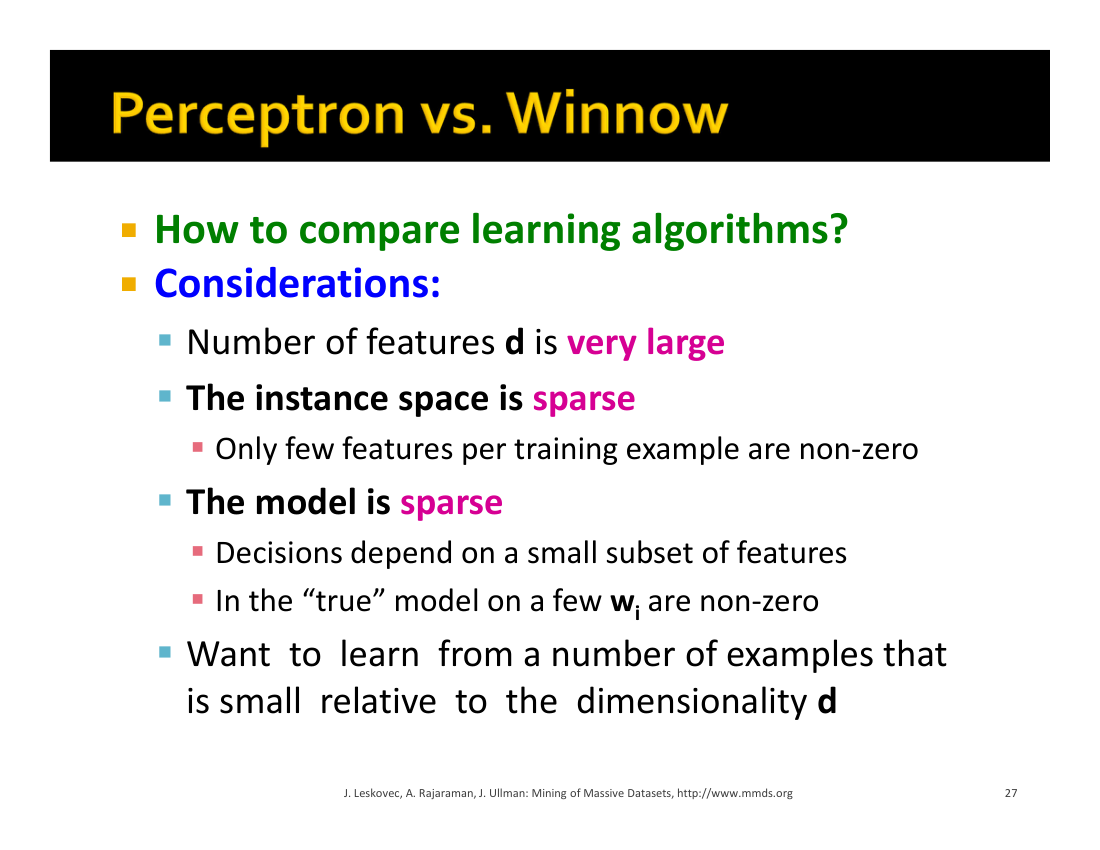 Perceptron vs. Winnow
How to compare learning algorithms?
Considerations:
Number of features d is very large
The instance space is sparse
Only few features per training example are non-zero
The model is sparse
Decisions depend on a small subset of features
In the “true” model on a few wi are non-zero
Want to learn from a number of examples that
is small relative to the dimensionality d
J. Leskovec, A. Rajaraman, J. Ullman: Mining of Massive Datasets, http://www.mmds.org
27